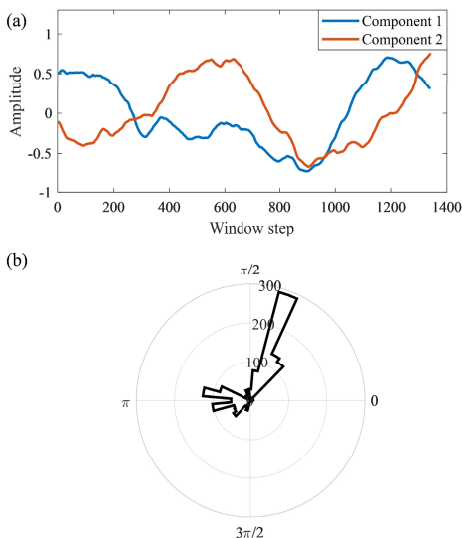 (a)
Component 1
Component 2
1
0.5
0
-0.5
-1
Amplitude
0 200 400 600 800 1000 1200 1400
Window step
(b)
π/2
300
200
100
π
0
3π/2